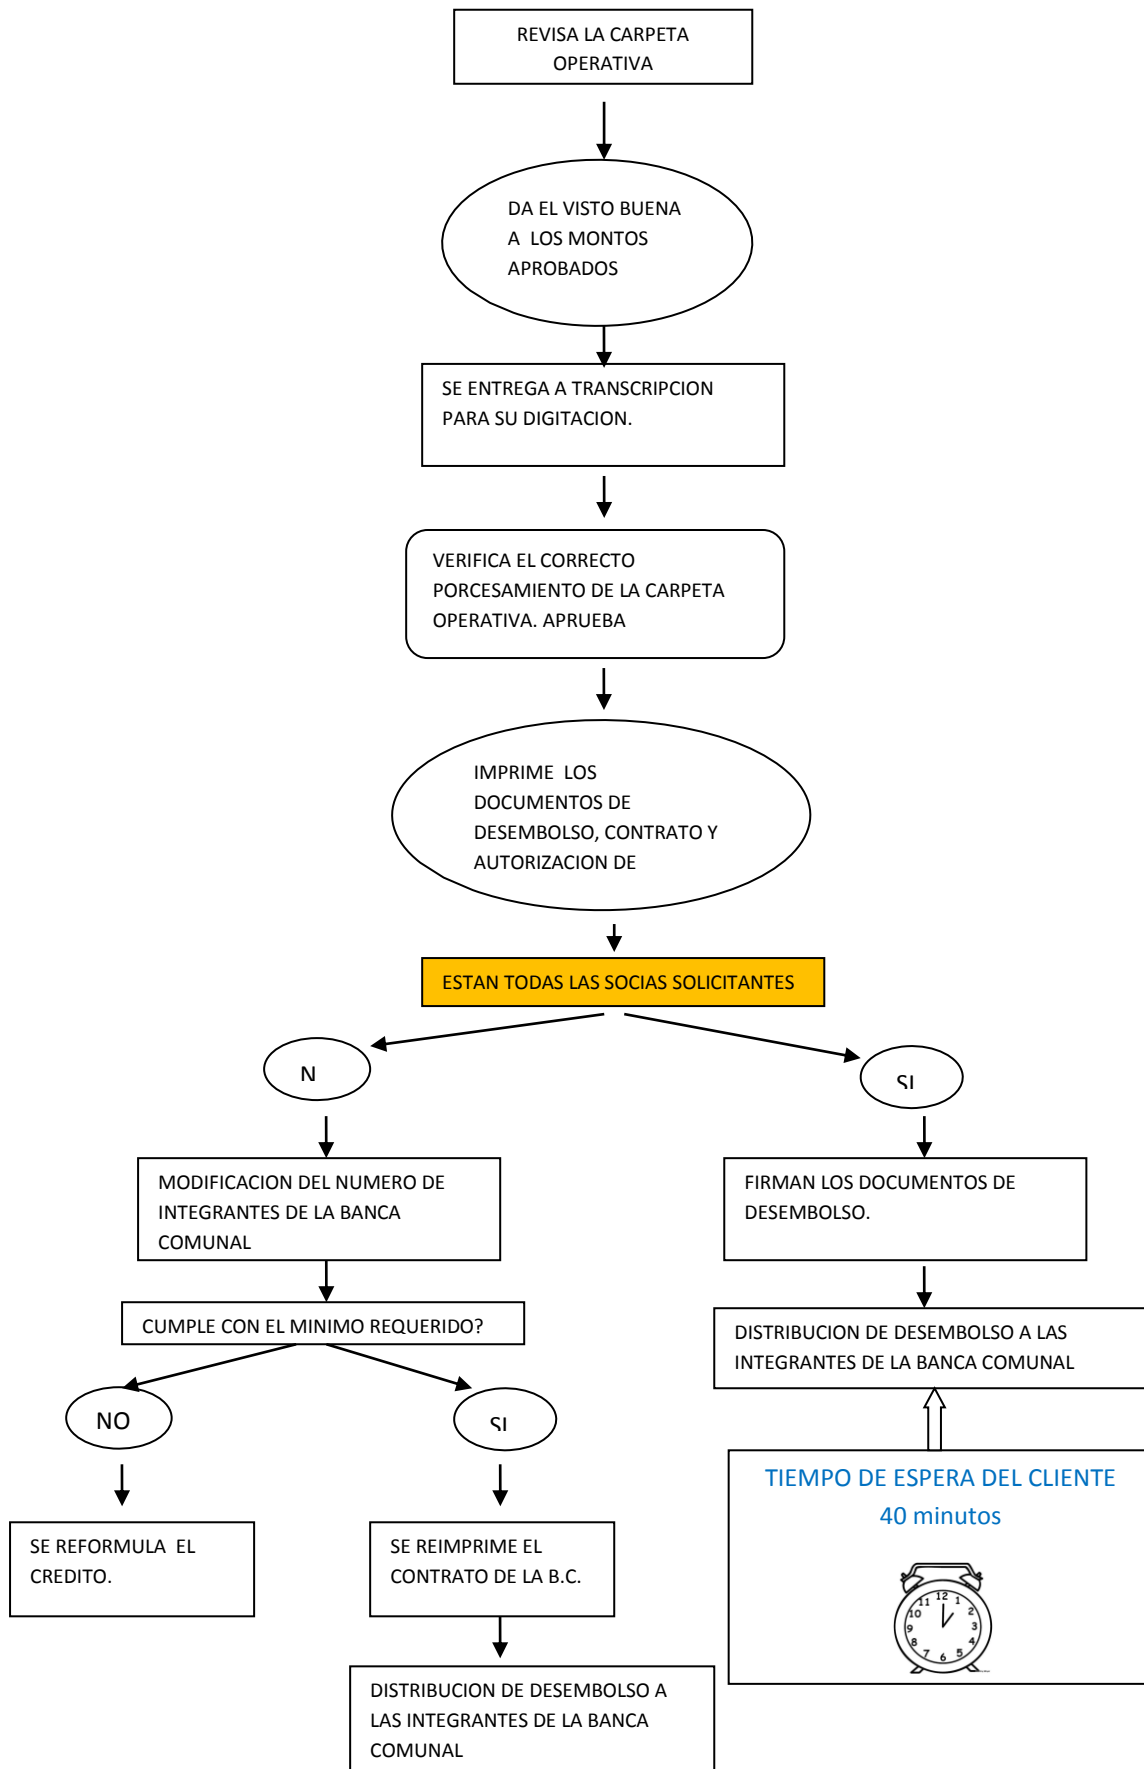 REVISA LA CARPETA
OPERATIVA
DA EL VISTO BUENA
A LOS MONTOS
APROBADOS
SE ENTREGA A TRANSCRIPCION
PARA SU DIGITACION.
VERIFICA EL CORRECTO
PORCESAMIENTO DE LA CARPETA
OPERATIVA. APRUEBA
IMPRIME LOS
DOCUMENTOS DE
DESEMBOLSO, CONTRATO Y
AUTORIZACION DE
ESTAN TODAS LAS SOCIAS SOLICITANTES
N
SI
MODIFICACION DEL NUMERO DE
INTEGRANTES DE LA BANCA
COMUNAL
FIRMAN LOS DOCUMENTOS DE
DESEMBOLSO.
CUMPLE CON EL MINIMO REQUERIDO?
DISTRIBUCION DE DESEMBOLSO A LAS
INTEGRANTES DE LA BANCA COMUNAL
NO
SI
TIEMPO DE ESPERA DEL CLIENTE
40 minutos
12
1
2
3
4
5
6
7
8
9
10
11
SE REFORMULA EL
CREDITO.
SE REIMPRIME EL
CONTRATO DE LA B.C.
DISTRIBUCION DE DESEMBOLSO A
LAS INTEGRANTES DE LA BANCA
COMUNAL